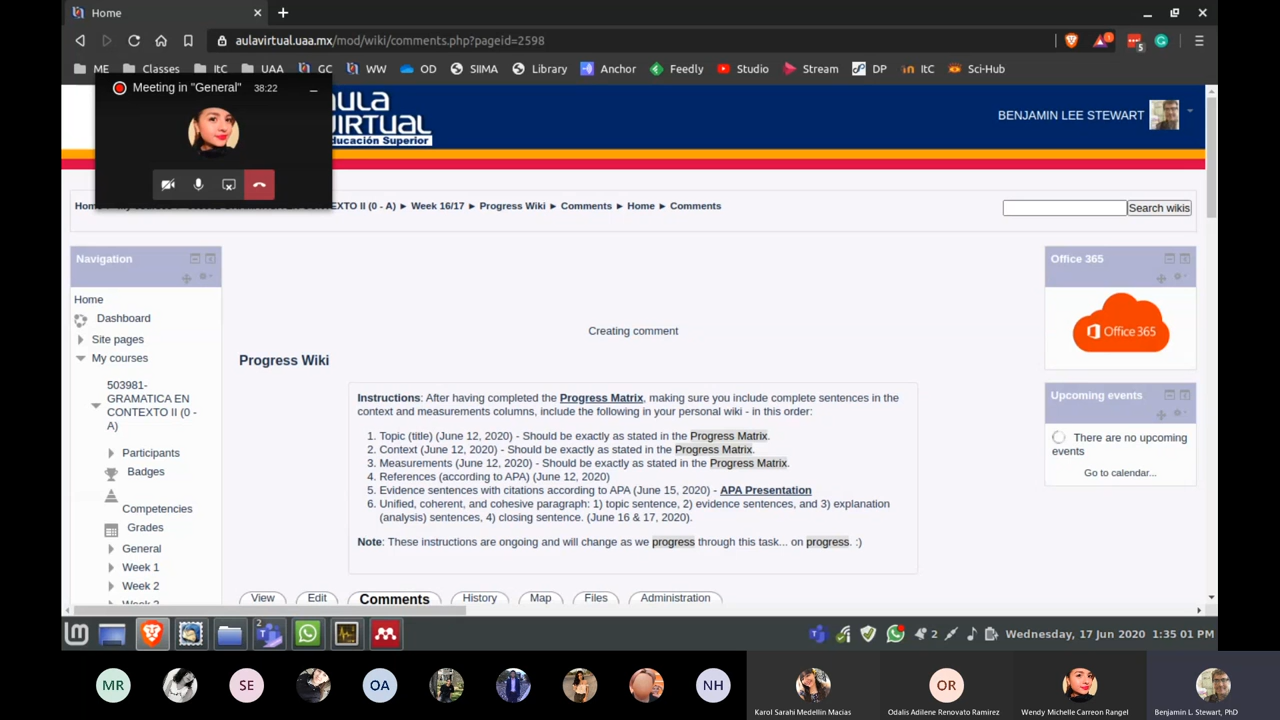 Home
aulavirtual.uaa.mx/mod/wiki/comments.php?pageid=2598
1
5
ME Classes ItC UAA GC WW OD SIIMA Library Anchor Feedly Studio Stream DP ItC Sci-Hub
Meeting in "General" 38:22
AULA
VIRTUAL
Educación Superior
BENJAMIN LEE STEWART
CONTEXTO II (0 - A) ► Week 16/17 ► Progress Wiki ► Comments ► Home ► Comments
Search wikis
Navigation
Home
Dashboard
Site pages
My courses
503981-
GRAMATICA EN
CONTEXTO II (0 -
A)
Participants
Badges
Competencies
Grades
General
Week 1
Week 2
Creating comment
Progress Wiki
Instructions: After having completed the Progress Matrix, making sure you include complete sentences in the
context and measurements columns, include the following in your personal wiki - in this order:
1. Topic (title) (June 12, 2020) - Should be exactly as stated in the Progress Matrix.
2. Context (June 12, 2020) - Should be exactly as stated in the Progress Matrix.
3. Measurements (June 12, 2020) - Should be exactly as stated in the Progress Matrix.
4. References (according to APA) (June 12, 2020)
5. Evidence sentences with citations according to APA (June 15, 2020) - APA Presentation
6. Unified, coherent, and cohesive paragraph: 1) topic sentence, 2) evidence sentences, and 3) explanation
(analysis) sentences, 4) closing sentence. (June 16 & 17, 2020).
Note: These instructions are ongoing and will change as we progress through this task... on progress. :)
View Edit Comments History Map Files Administration
Office 365
Office 365
Upcoming events
There are no upcoming
events
Go to calendar...
2
2 Wednesday, 17 Jun 2020 1:35 01 PM
MR SE OA NH OR
Karol Sarahi Medellin Macias Odalis Adilene Renovato Ramirez Wendy Michelle Carreon Rangel Benjamin L. Stewart, PhD